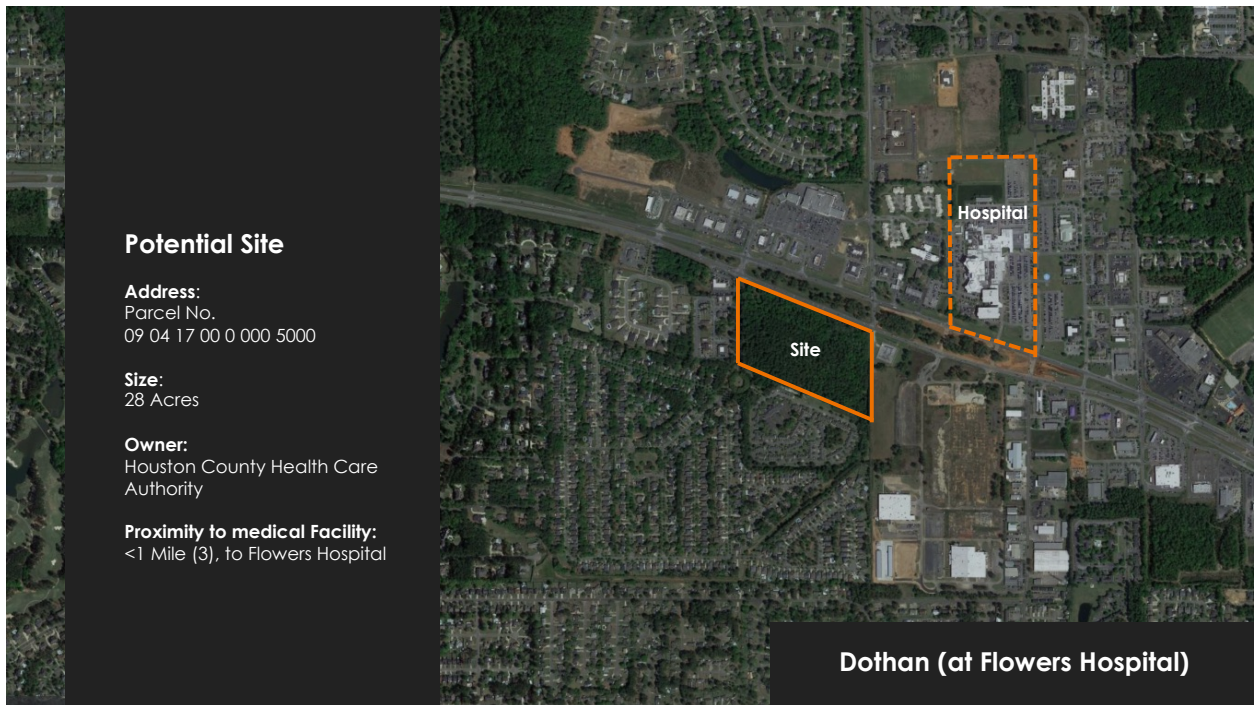 Potential Site
Address:
Parcel No.
09 04 17 00 0 000 5000
Size:
28 Acres
Owner:
Houston County Health Care
Authority
Proximity to medical Facility:
<1 Mile (3), to Flowers Hospital
Hospital
Site
Dothan (at Flowers Hospital)